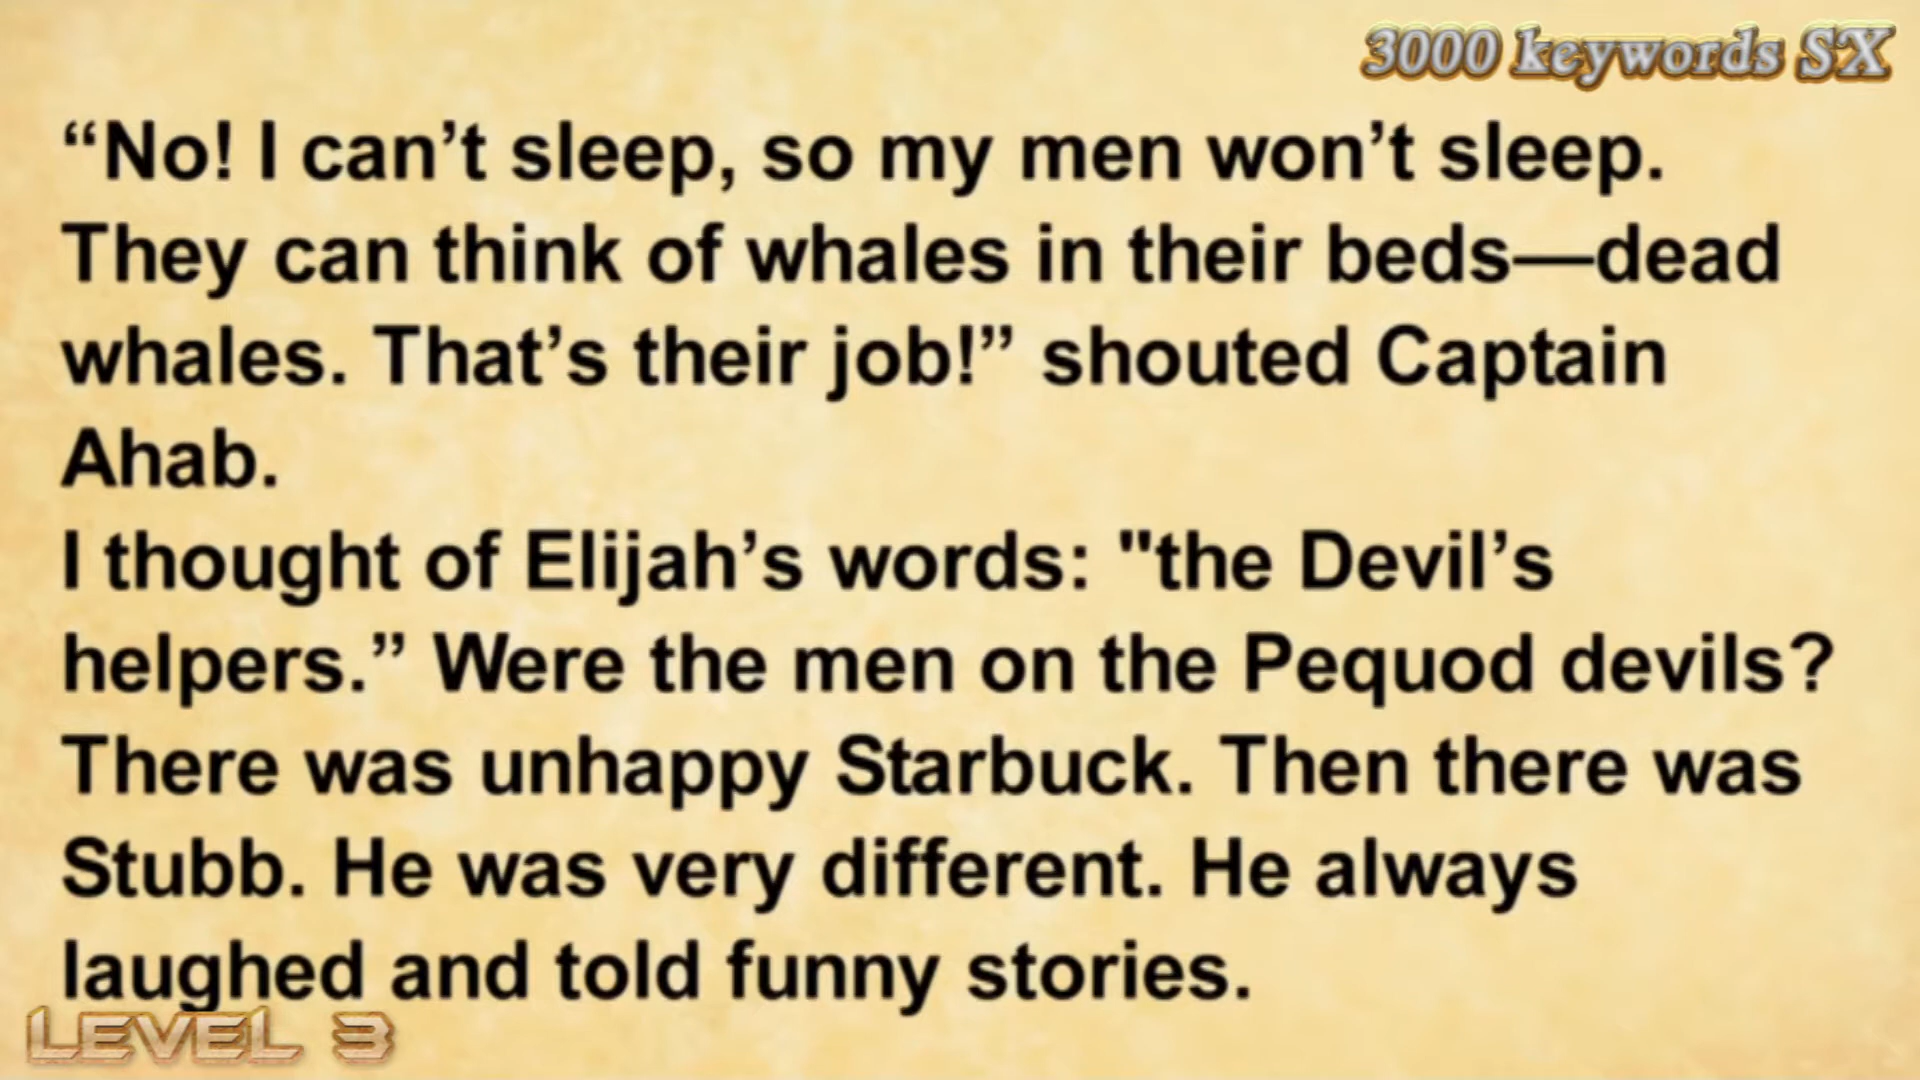 3000 keywords SX
“No! I can’t sleep, so my men won’t sleep.
They can think of whales in their beds—dead
whales. That’s their job!” shouted Captain
Ahab.
I thought of Elijah’s words: "the Devil’s
helpers.” Were the men on the Pequod devils?
There was unhappy Starbuck. Then there was
Stubb. He was very different. He always
laughed and told funny stories.
LEVEL 3